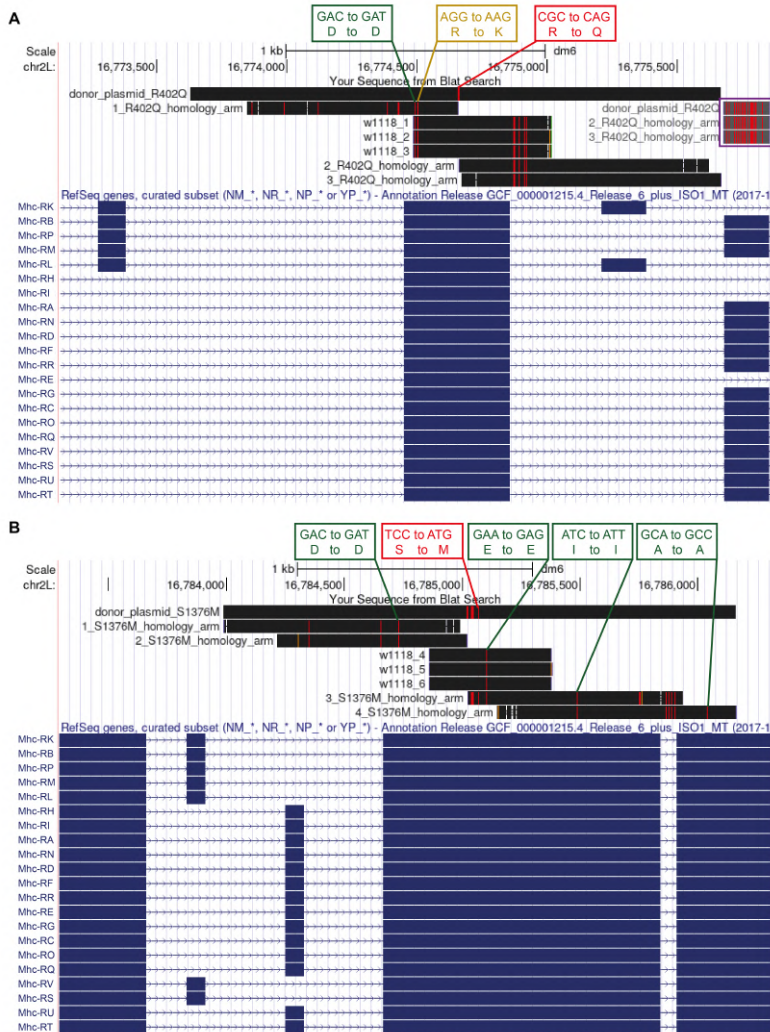 A
GAC to GAT
D to D
AGG to AAG
R to K
CGC to CAG
R to Q
Scale
1 kb
dm6
chr2L:
16,773,500
16,774,000
16,774,500
16,775,000
16,775,500
Your Sequence from Blat Search
donor_plasmid_R402Q
1_R402Q_homology_arm
donor_plasmid_R402Q
w1118_1
2_R402Q_homology_arm
w1118_2
3_R402Q_homology_arm
w1118_3
2_R402Q_homology_arm
3_R402Q_homology_arm
RefSeq genes, curated subset (NM_*, NR_*, NP_* or YP_*) - Annotation Release GCF_000001215.4_Release_6_plus_ISO1_MT (2017-1
Mhc-RK
Mhc-RB
Mhc-RP
Mhc-RM
Mhc-RL
Mhc-RH
Mhc-RI
Mhc-RA
Mhc-RN
Mhc-RD
Mhc-RF
Mhc-RR
Mhc-RE
Mhc-RG
Mhc-RC
Mhc-RO
Mhc-RQ
Mhc-RV
Mhc-RS
Mhc-RU
Mhc-RT
B
GAC to GAT
D to D
TCC to ATG
S to M
GAA to GAG
E to E
ATC to ATT
I to I
GCA to GCC
A to A
Scale
1 kb
dm6
chr2L:
16,784,000
16,784,500
16,785,000
16,785,500
16,786,000
Your Sequence from Blat Search
donor_plasmid_S1376M
1_S1376M_homology_arm
2_S1376M_homology_arm
w1118_4
w1118_5
w1118_6
3_S1376M_homology_arm
4_S1376M_homology_arm
RefSeq genes, curated subset (NM_*, NR_*, NP_* or YP_*) - Annotation Release GCF_000001215.4_Release_6_plus_ISO1_MT (2017-1
Mhc-RK
Mhc-RB
Mhc-RP
Mhc-RM
Mhc-RL
Mhc-RH
Mhc-RI
Mhc-RA
Mhc-RN
Mhc-RD
Mhc-RF
Mhc-RR
Mhc-RE
Mhc-RG
Mhc-RC
Mhc-RO
Mhc-RQ
Mhc-RV
Mhc-RS
Mhc-RU
Mhc-RT